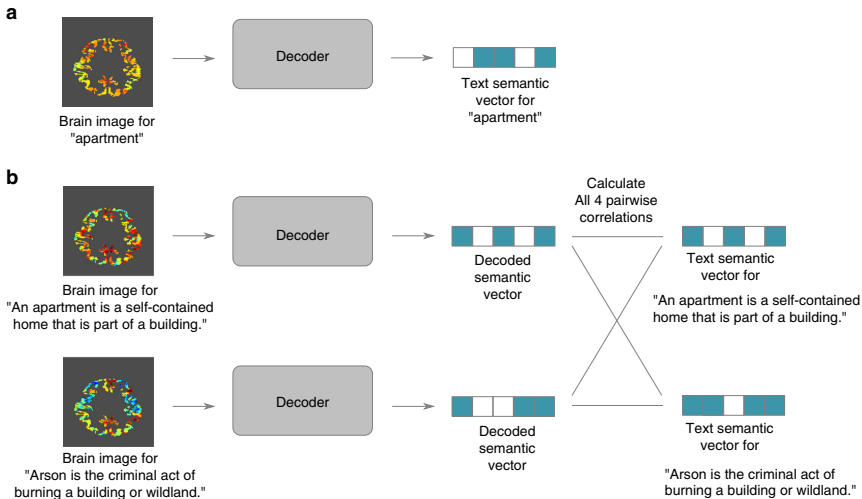 a
Decoder
Brain image for
"apartment"
Text semantic
vector for
"apartment"
b
Calculate
All 4 pairwise
correlations
Decoder
Brain image for
"An apartment is a self-contained
home that is part of a building."
Decoded
semantic
vector
Text semantic
vector for
"An apartment is a self-contained
home that is part of a building."
Decoder
Brain image for
"Arson is the criminal act of
burning a building or wildland."
Decoded
semantic
vector
Text semantic
vector for
"Arson is the criminal act of
burning a building or wildland."